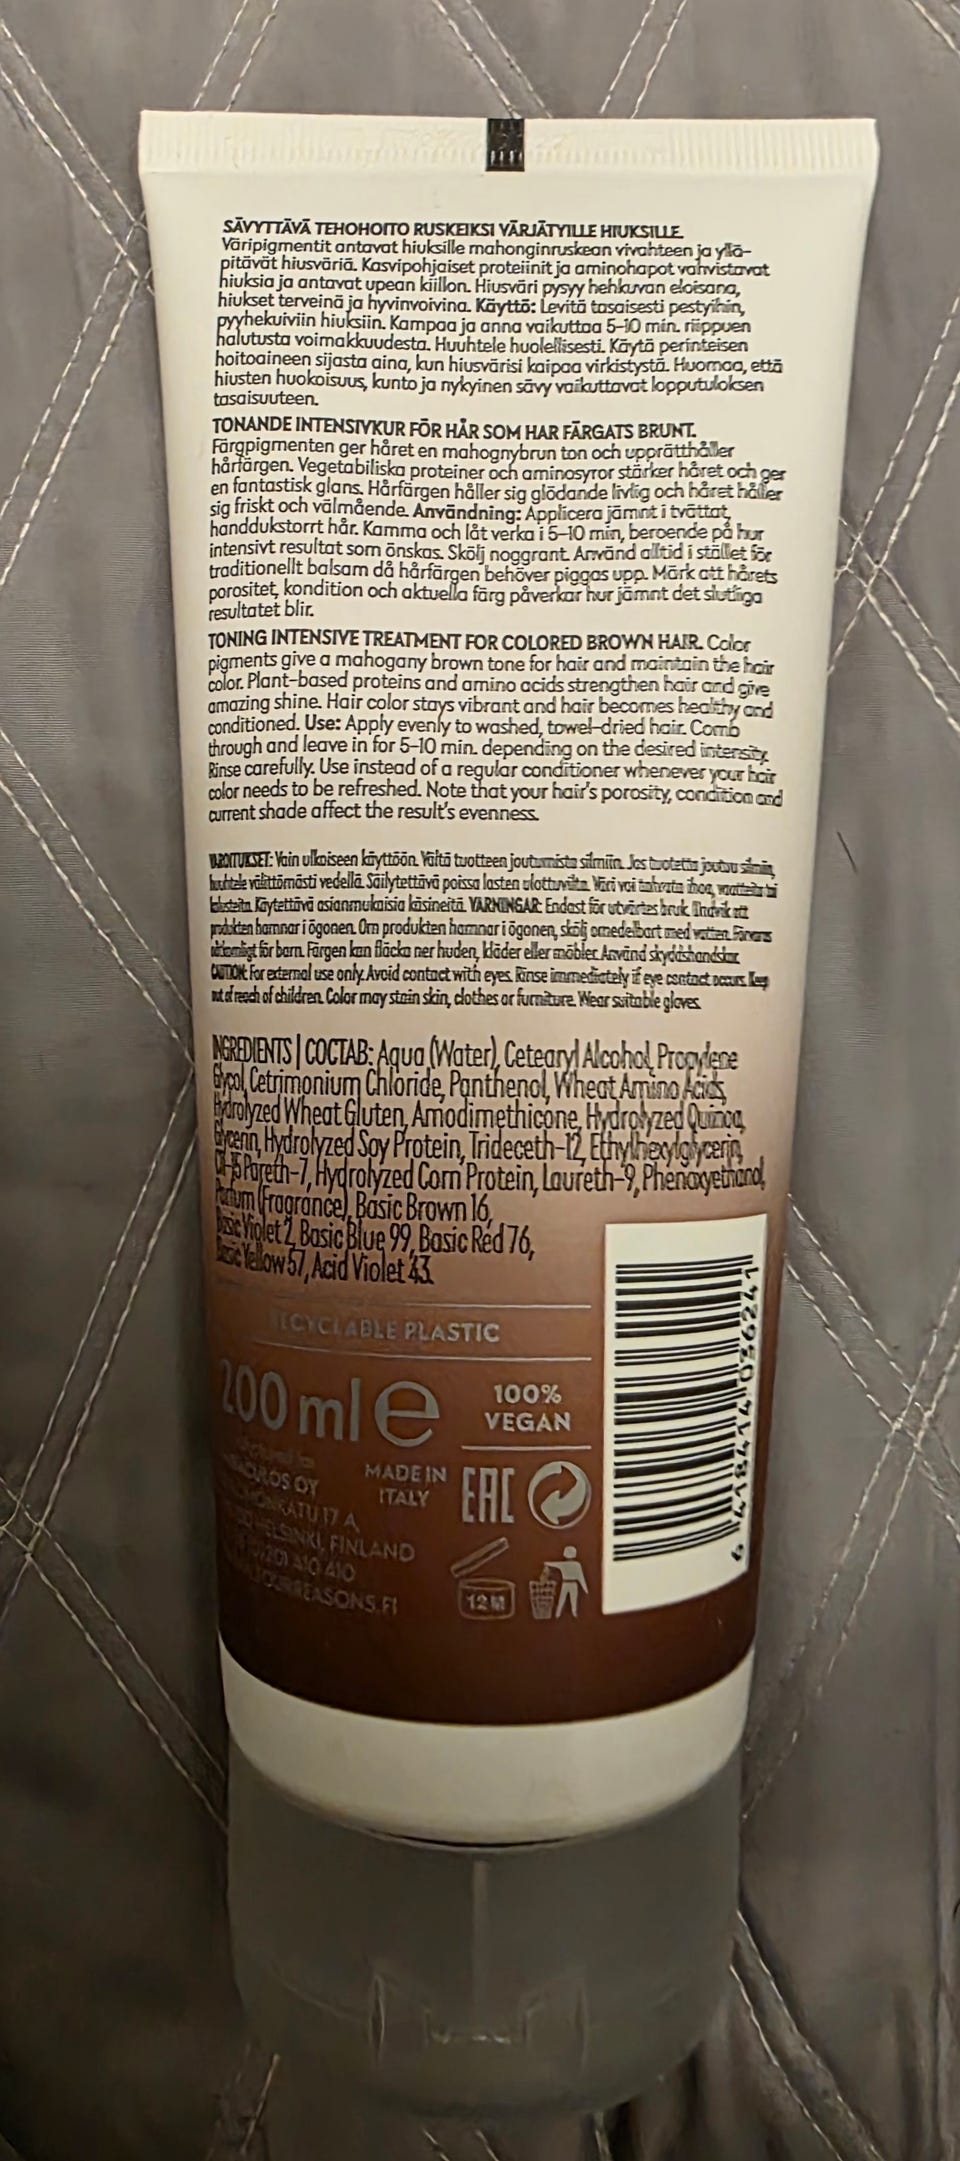 SÄVYTTÄVÄ TEHOHOITO RUSKEIKSI VÄRJÄTYILLE HIUKSILLE.
Väripigmentit antavat hiuksille mahonginruskean vivahteen ja yllä-
pitävät hiusväriä. Kasvipohjaiset proteiinit ja aminohapot vahvistavat
hiuksia ja antavat upean kiillon. Hiusväri pysyy hehkuvan eloisana,
hiukset terveinä ja hyvinvoivina. Käyttö: Levitä tasaisesti pestyihin,
pyyhekuiviin hiuksiin. Kampaa ja anna vaikuttaa 5-10 min. riippuen
halutusta voimakkuudesta. Huuhtele huolellisesti. Käytä perinteisen
hoitoaineen sijasta aina, kun hiusvärisi kaipaa virkistystä. Huomaa, että
hiusten huokoisuus, kunto ja nykyinen sävy vaikuttavat lopputuloksen
tasaisuuteen.
TONANDE INTENSIVKUR FÖR HÅR SOM HAR FÄRGATS BRUNT.
Färgpigmenten ger håret en mahognybrun ton och upprätthåller
hårfärgen. Vegetabiliska proteiner och aminosyror stärker håret och ger
en fantastisk glans. Hårfärgen håller sig glödande livlig och håret håller
sig friskt och välmående. Användning: Applicera jämnt i tvättat,
handdukstorrt hår. Kamma och låt verka i 5-10 min, beroende på hur
intensivt resultat som önskas. Skölj noggrant. Använd alltid i stället för
traditionellt balsam då hårfärgen behöver piggas upp. Märk att hårets
porositet, kondition och aktuella färg påverkar hur jämnt det slutliga
resultatet blir.
TONING INTENSIVE TREATMENT FOR COLORED BROWN HAIR. Color
pigments give a mahogany brown tone for hair and maintain the hair
color. Plant-based proteins and amino acids strengthen hair and give
amazing shine. Hair color stays vibrant and hair becomes healthy and
conditioned. Use: Apply evenly to washed, towel-dried hair. Comb
through and leave in for 5-10 min. depending on the desired intensity.
Rinse carefully. Use instead of a regular conditioner whenever your hair
color needs to be refreshed. Note that your hair's porosity, condition and
current shade affect the result's evenness.
VAROITUKSET: Vain ulkoiseen käyttöön. Vältä tuotteen joutumista silmiin. Jos tuotetta joutuu silmiin,
huuhtele välittömästi vedellä. Säilytettävä poissa lasten ulottuvilta. Väri voi tahrata ihoa, vaatteita tai
kalusteita. Käytettävä asianmukaisia käsineitä. VARNINGAR: Endast för utvärtes bruk. Undvik att
produkten hamnar i ögonen. Om produkten hamnar i ögonen, skölj omedelbart med vatten. Förvaras
oåtkomligt för barn. Färgen kan fläcka ner huden, kläder eller möbler. Använd skyddshandskar.
CAUTION: For external use only. Avoid contact with eyes. Rinse immediately if eye contact occurs. Keep
out of reach of children. Color may stain skin, clothes or furniture. Wear suitable gloves.
INGREDIENTS | СОСТАВ: Aqua (Water), Cetearyl Alcohol, Propylene
Glycol, Cetrimonium Chloride, Panthenol, Wheat Amino Acids,
Hydrolyzed Wheat Gluten, Amodimethicone, Hydrolyzed Quinoa,
Glycerin, Hydrolyzed Soy Protein, Trideceth-12, Ethylhexylglycerin,
C11-15 Pareth-7, Hydrolyzed Corn Protein, Laureth-9, Phenoxyethanol,
Parfum (Fragrance), Basic Brown 16,
Basic Violet 2, Basic Blue 99, Basic Red 76,
Basic Yellow 57, Acid Violet 43.
RECYCLABLE PLASTIC
200 ml e
100%
VEGAN
MADE IN
ITALY
EAC
17 A,
HELSINKI, FINLAND
410 410
REASONS.FI
12 M
6 418414 036241